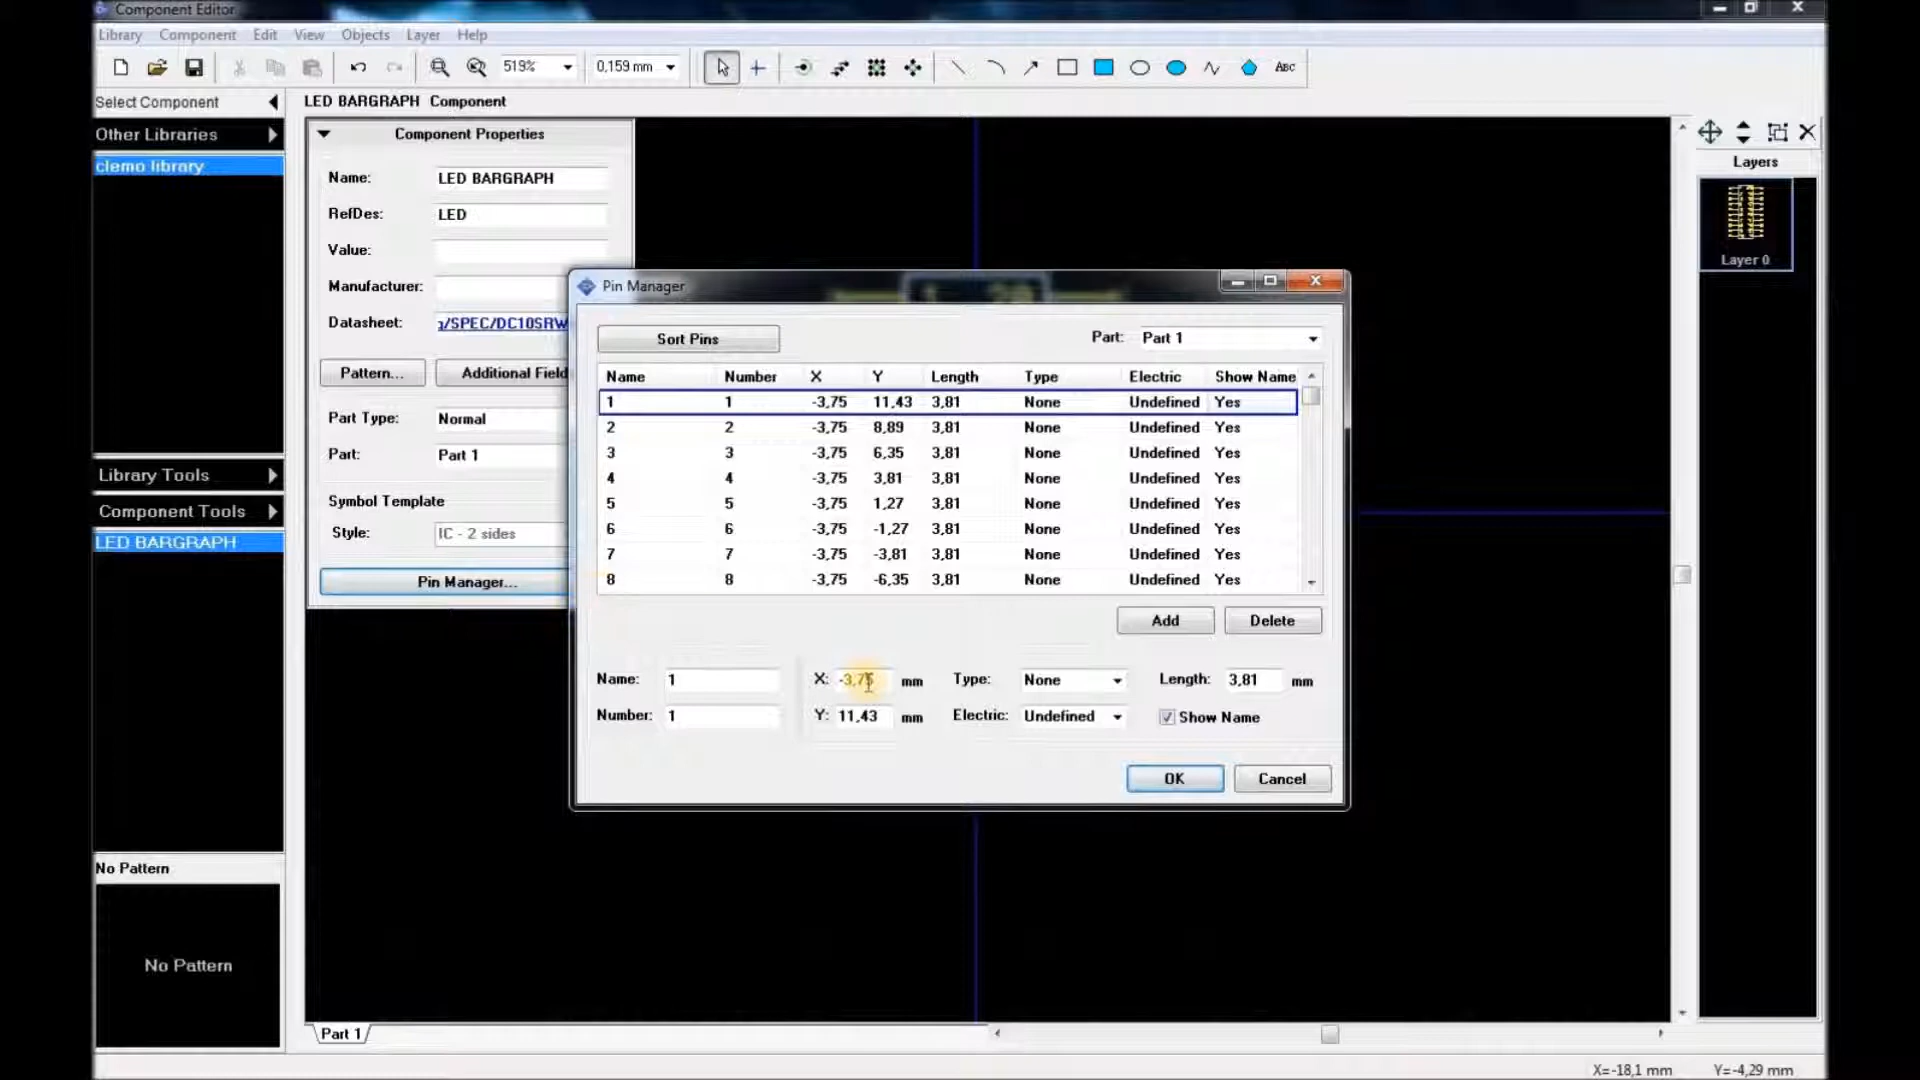 Component Editor
Library Component Edit View Objects Layer Help
519% 0,159 mm ABC
Select Component
LED BARGRAPH Component
Other Libraries
clemo library
Component Properties
Name: LED BARGRAPH
RefDes: LED
Value:
Manufacturer:
Datasheet: g/SPEC/DC10SRW
Pattern... Additional Field
Part Type: Normal
Part: Part 1
Symbol Template
Style: IC - 2 sides
Pin Manager...
Layers
Layer 0
Pin Manager
Sort Pins Part: Part 1
Name Number X Y Length Type Electric Show Name
1 1 -3,75 11,43 3,81 None Undefined Yes
2 2 -3,75 8,89 3,81 None Undefined Yes
3 3 -3,75 6,35 3,81 None Undefined Yes
4 4 -3,75 3,81 3,81 None Undefined Yes
5 5 -3,75 1,27 3,81 None Undefined Yes
6 6 -3,75 -1,27 3,81 None Undefined Yes
7 7 -3,75 -3,81 3,81 None Undefined Yes
8 8 -3,75 -6,35 3,81 None Undefined Yes
Add Delete
Name: 1 X: -3,75 mm Type: None Length: 3,81 mm
Number: 1 Y: 11,43 mm Electric: Undefined Show Name
OK Cancel
Library Tools
Component Tools
LED BARGRAPH
No Pattern
No Pattern
Part 1
X=-18,1 mm Y=-4,29 mm